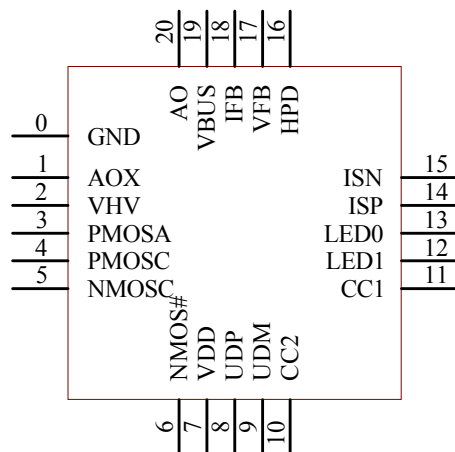 20 19 18 17 16
AO VBUS IFB VFB HPD
0 GND
1 AOX ISN 15
2 VHV ISP 14
3 PMOSA LED0 13
4 PMOSC LED1 12
5 NMOSC CC1 11
NMOS# VDD UDP UDM CC2
6 7 8 9 10